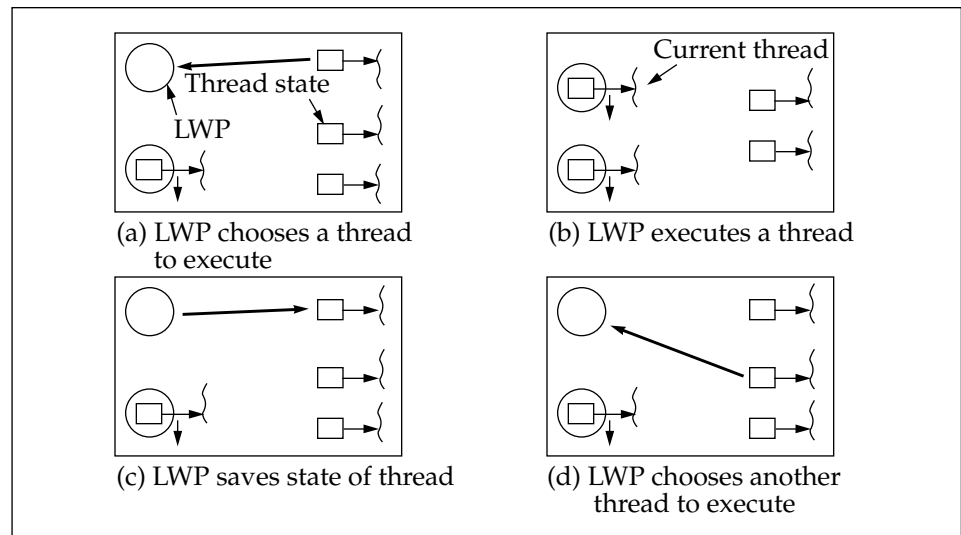 Thread state
LWP
(a) LWP chooses a thread
to execute
Current thread
(b) LWP executes a thread
(c) LWP saves state of thread
(d) LWP chooses another
thread to execute